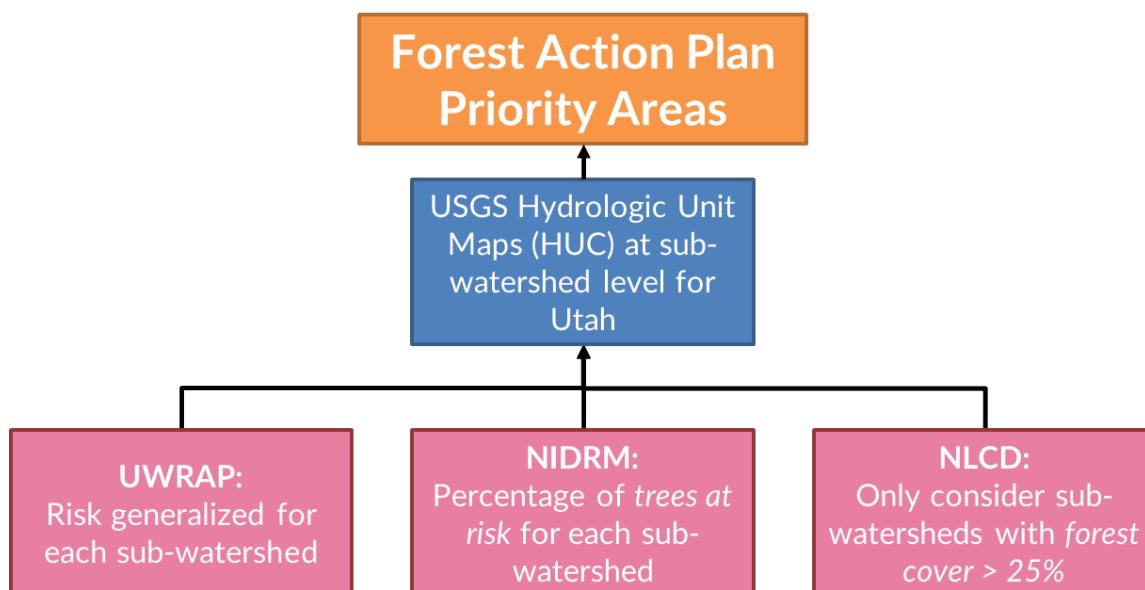 Forest Action Plan
Priority Areas
USGS Hydrologic Unit
Maps (HUC) at sub-
watershed level for
Utah
UWRAP:
Risk generalized for
each sub-watershed
NIDRM:
Percentage of trees at
risk for each sub-
watershed
NLCD:
Only consider sub-
watersheds with forest
cover > 25%